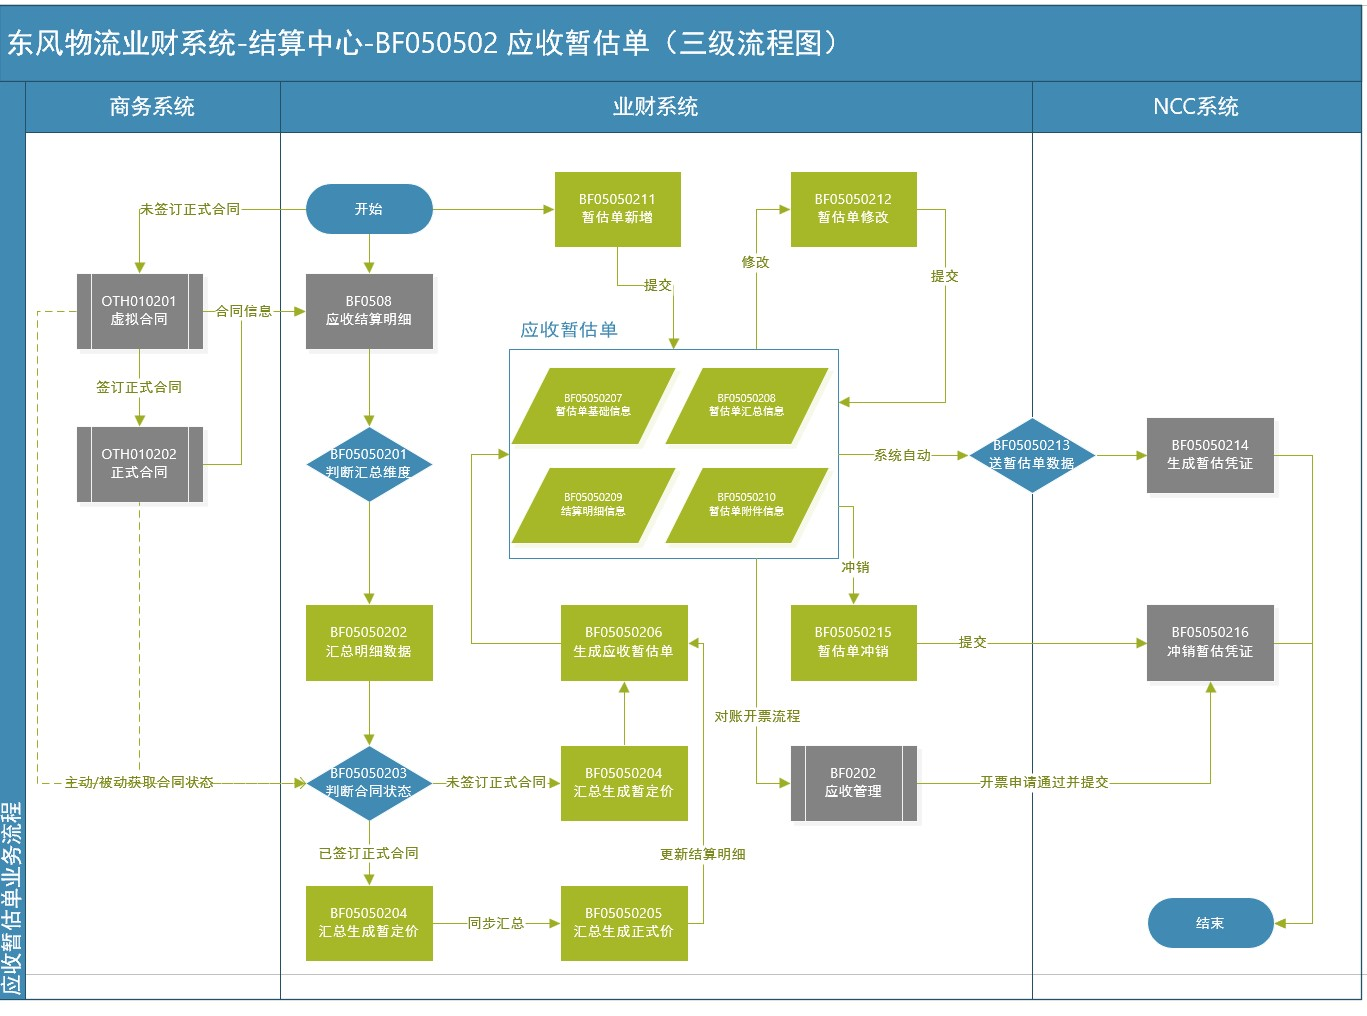 东风物流业财系统-结算中心-BF050502 应收暂估单（三级流程图）
商务系统
业财系统
NCC系统
应收暂估单业务流程
未签订正式合同
开始
BF05050211
暂估单新增
BF05050212
暂估单修改
提交
修改
提交
OTH010201
虚拟合同
合同信息
BF0508
应收结算明细
应收暂估单
签订正式合同
BF05050207
暂估单基础信息
BF05050208
暂估单汇总信息
OTH010202
正式合同
BF05050201
判断汇总维度
系统自动
BF05050213
送暂估单数据
BF05050214
生成暂估凭证
BF05050209
结算明细信息
BF05050210
暂估单附件信息
冲销
BF05050202
汇总明细数据
BF05050206
生成应收暂估单
BF05050215
暂估单冲销
提交
BF05050216
冲销暂估凭证
对账开票流程
主动/被动获取合同状态
BF05050203
判断合同状态
未签订正式合同
BF05050204
汇总生成暂定价
BF0202
应收管理
开票申请通过并提交
已签订正式合同
更新结算明细
BF05050204
汇总生成暂定价
同步汇总
BF05050205
汇总生成正式价
结束